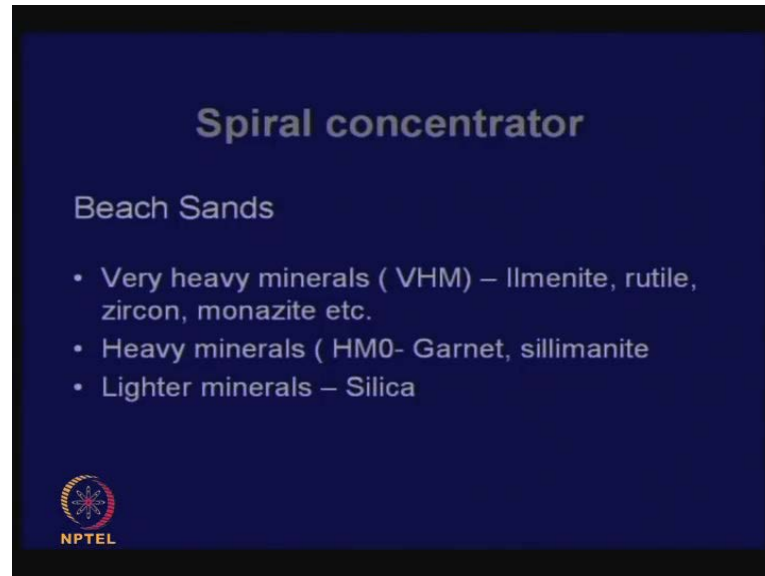 Spiral concentrator
Beach Sands
• Very heavy minerals ( VHM) – Ilmenite, rutile,
zircon, monazite etc.
• Heavy minerals ( HM0- Garnet, sillimanite
• Lighter minerals – Silica
NPTEL